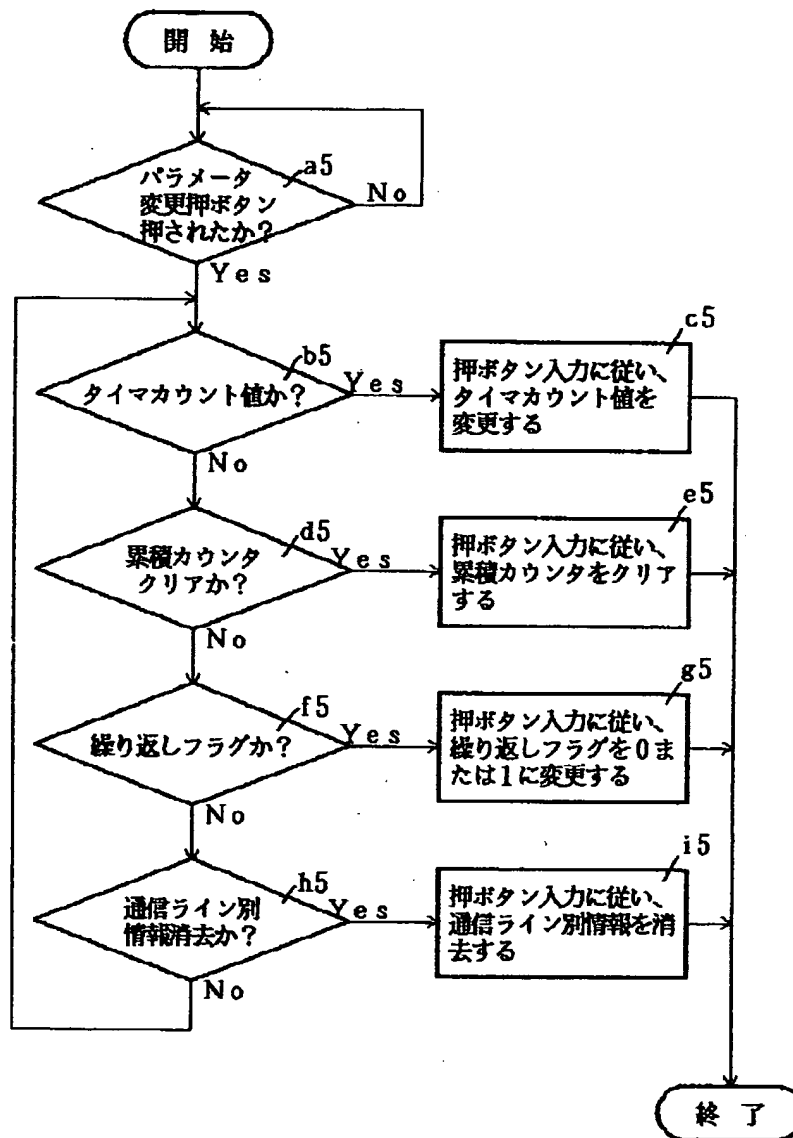 開 始
a5
パラメータ
変更押ボタン
押されたか？
No
Yes
b5
タイマカウント値か？
Yes
No
c5
押ボタン入力に従い、
タイマカウント値を
変更する
d5
累積カウンタ
クリアか？
Yes
No
e5
押ボタン入力に従い、
累積カウンタをクリア
する
f5
繰り返しフラグか？
Yes
No
g5
押ボタン入力に従い、
繰り返しフラグを0ま
たは1に変更する
h5
通信ライン別
情報消去か？
Yes
No
i5
押ボタン入力に従い、
通信ライン別情報を消
去する
終 了